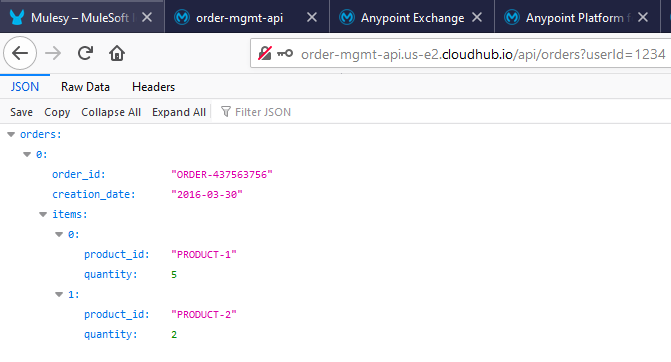 Mulesy – MuleSoft
order-mgmt-api
Anypoint Exchange
Anypoint Platform f
order-mgmt-api.us-e2.cloudhub.io/api/orders?userId=1234
JSON Raw Data Headers
Save Copy Collapse All Expand All Filter JSON
orders:
0:
order_id: "ORDER-437563756"
creation_date: "2016-03-30"
items:
0:
product_id: "PRODUCT-1"
quantity: 5
1:
product_id: "PRODUCT-2"
quantity: 2